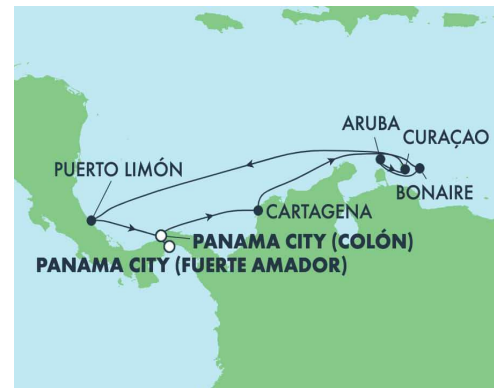 ARUBA
CURAÇAO
PUERTO LIMÓN
BONAIRE
CARTAGENA
PANAMA CITY (COLÓN)
PANAMA CITY (FUERTE AMADOR)